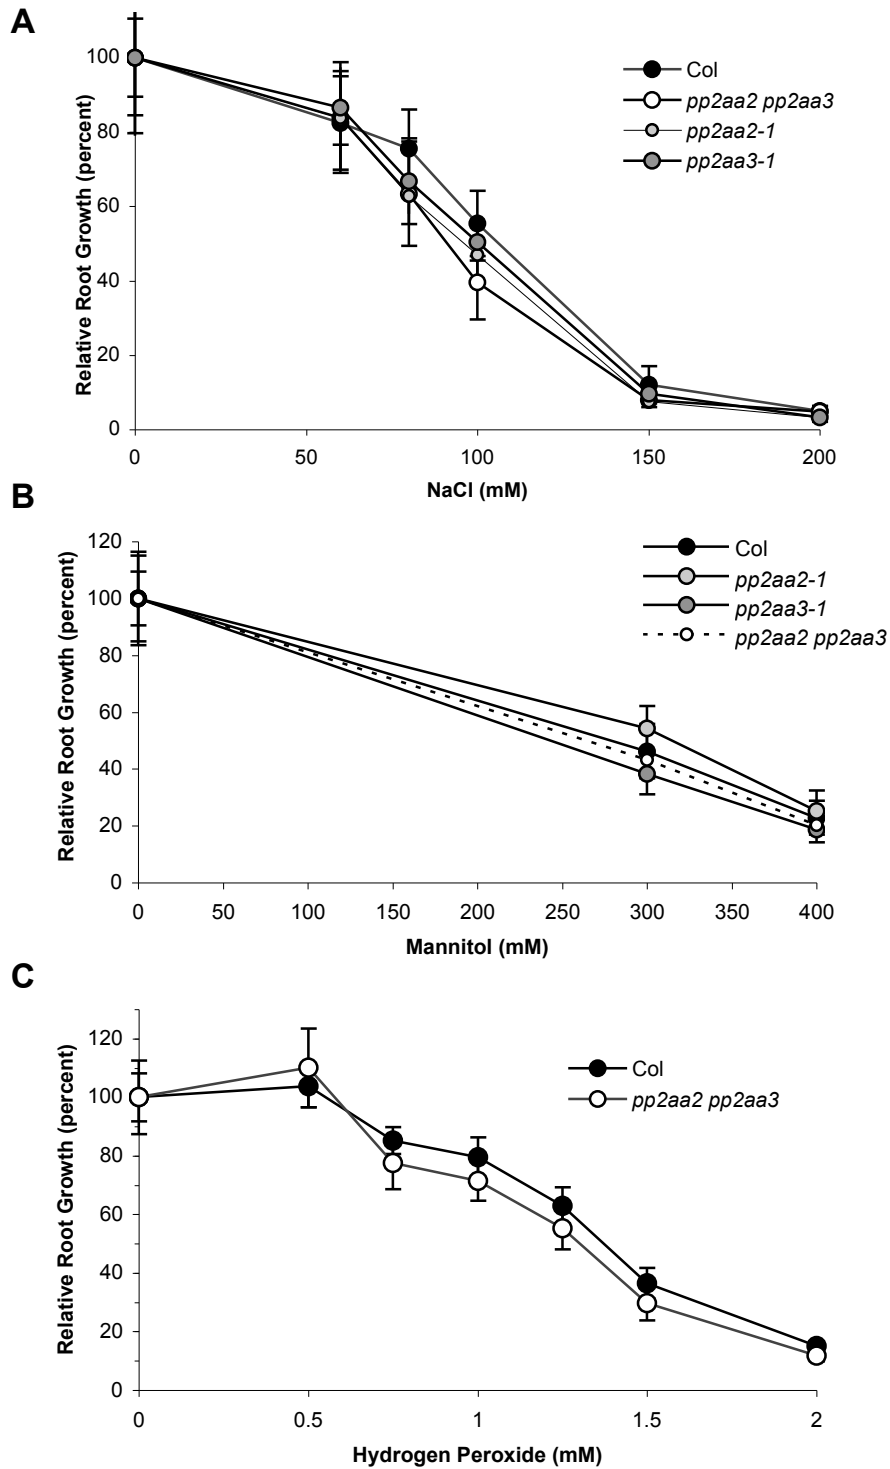 A
Relative Root Growth (percent)
100
80
60
40
20
0
0 50 100 150 200
NaCl (mM)
Col
pp2aa2 pp2aa3
pp2aa2-1
pp2aa3-1
B
Relative Root Growth (percent)
120
100
80
60
40
20
0
0 50 100 150 200 250 300 350 400
Mannitol (mM)
Col
pp2aa2-1
pp2aa3-1
pp2aa2 pp2aa3
C
Relative Root Growth (percent)
120
100
80
60
40
20
0
0 0.5 1 1.5 2
Hydrogen Peroxide (mM)
Col
pp2aa2 pp2aa3